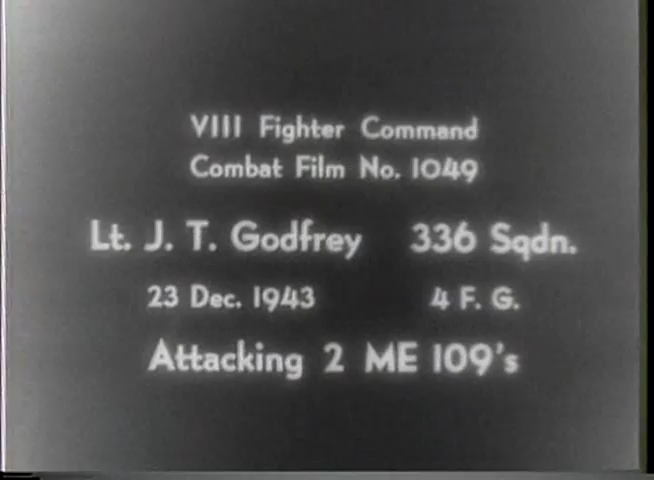 VIII Fighter Command
Combat Film No. 1049
Lt. J. T. Godfrey 336 Sqdn.
23 Dec. 1943 4 F. G.
Attacking 2 ME 109's